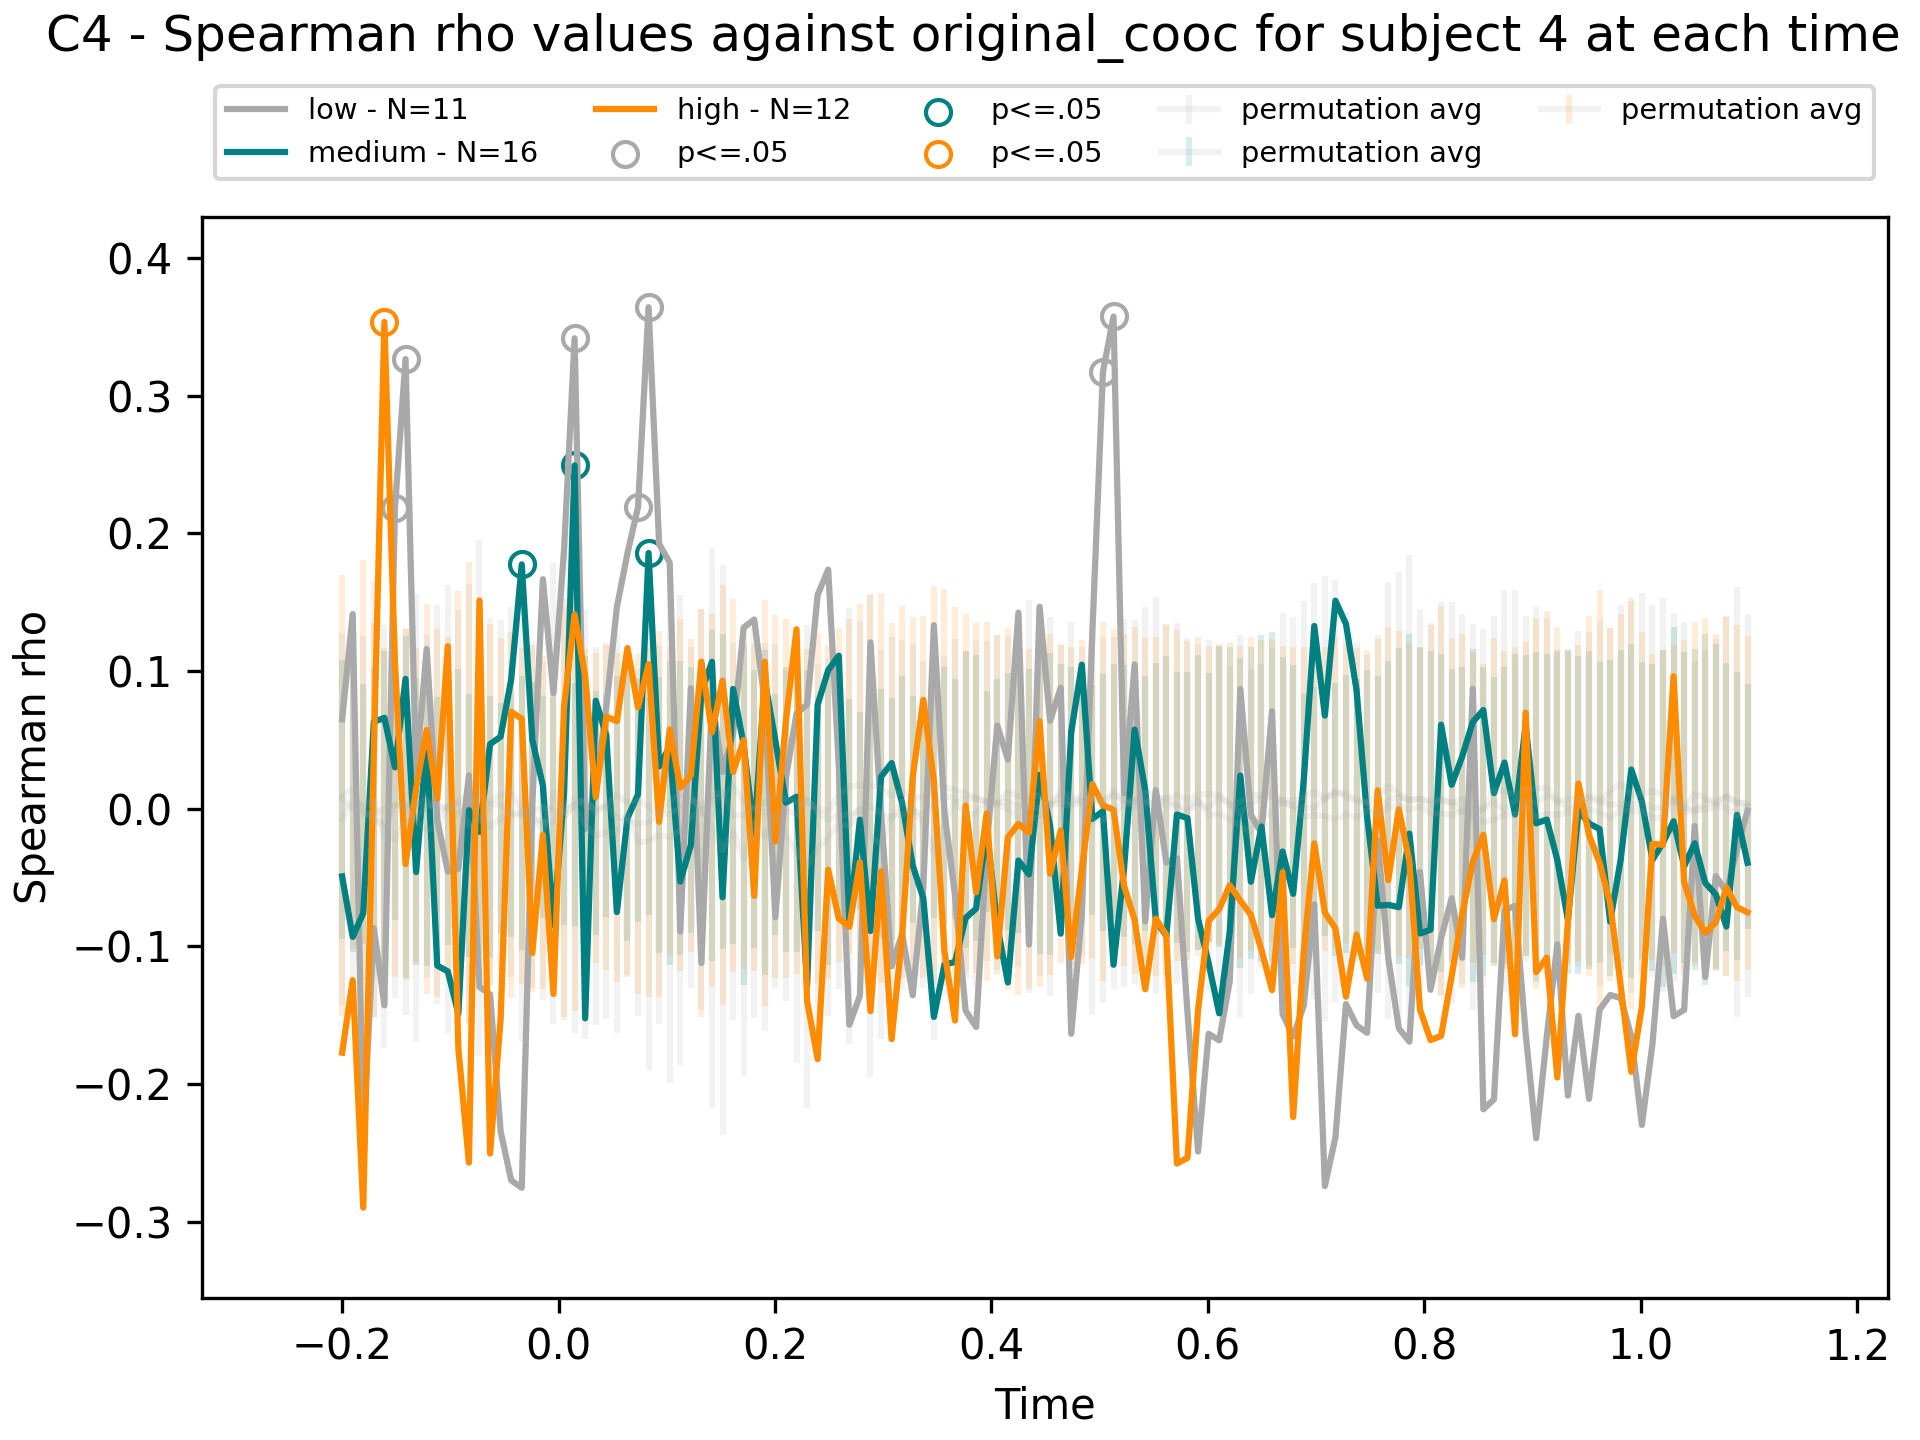 C4 - Spearman rho values against original_cooc for subject 4 at each time
low - N=11
medium - N=16
high - N=12
p<=.05
p<=.05
p<=.05
permutation avg
permutation avg
permutation avg
Spearman rho
0.4
0.3
0.2
0.1
0.0
−0.1
−0.2
−0.3
−0.2 0.0 0.2 0.4 0.6 0.8 1.0 1.2
Time